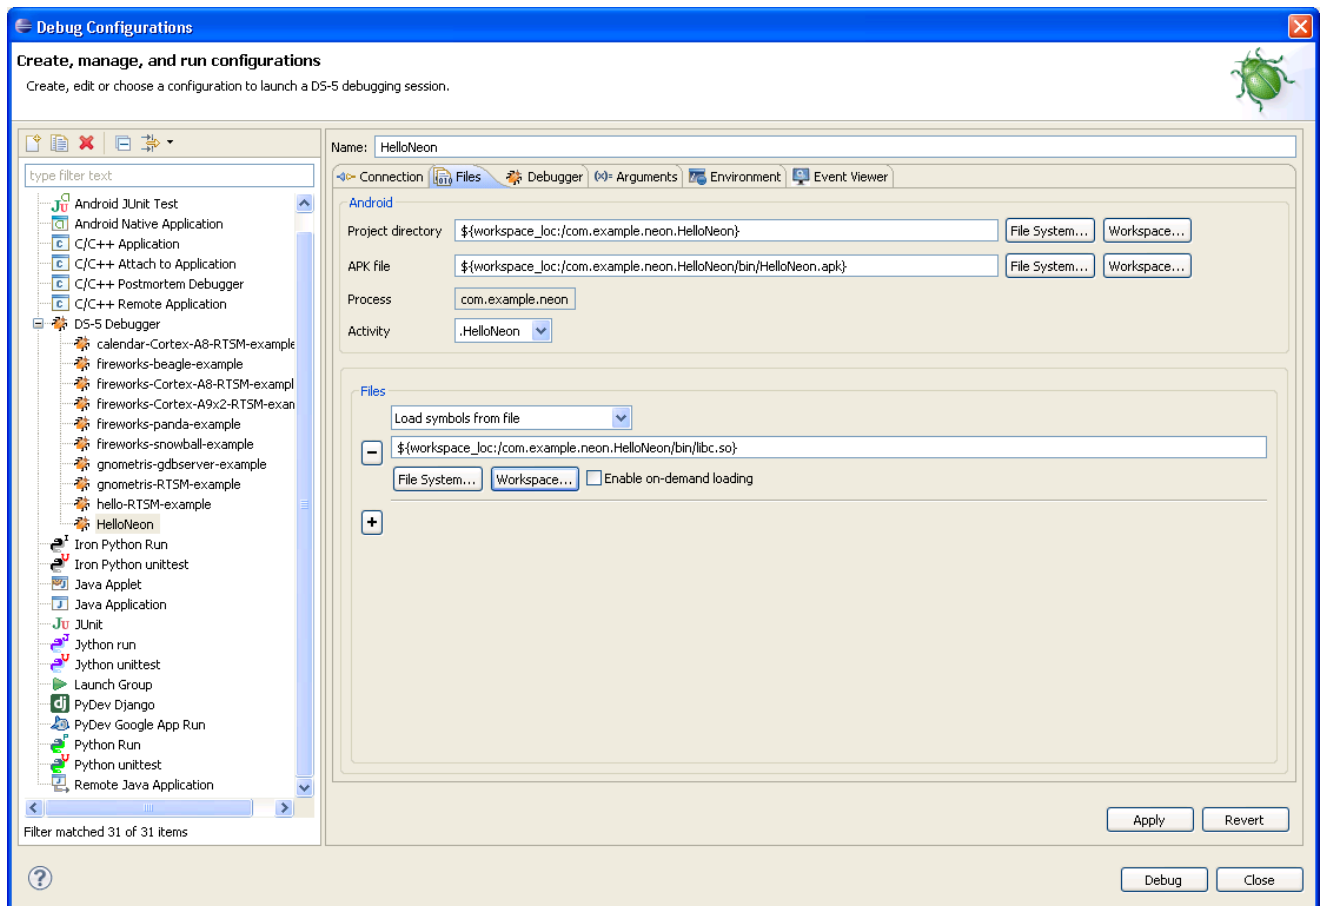 Debug Configurations
Create, manage, and run configurations
Create, edit or choose a configuration to launch a DS-5 debugging session.
type filter text
Android JUnit Test
Android Native Application
C/C++ Application
C/C++ Attach to Application
C/C++ Postmortem Debugger
C/C++ Remote Application
DS-5 Debugger
calendar-Cortex-A8-RTSM-example
fireworks-beagle-example
fireworks-Cortex-A8-RTSM-exampl
fireworks-Cortex-A9x2-RTSM-exan
fireworks-panda-example
fireworks-snowball-example
gnometris-gdbserver-example
gnometris-RTSM-example
hello-RTSM-example
HelloNeon
Iron Python Run
Iron Python unittest
Java Applet
Java Application
JUnit
Jython run
Jython unittest
Launch Group
PyDev Django
PyDev Google App Run
Python Run
Python unittest
Remote Java Application
Filter matched 31 of 31 items
Name: HelloNeon
Connection Files Debugger (x)= Arguments Environment Event Viewer
Android
Project directory ${workspace_loc:/com.example.neon.HelloNeon} File System... Workspace...
APK file ${workspace_loc:/com.example.neon.HelloNeon/bin/HelloNeon.apk} File System... Workspace...
Process com.example.neon
Activity .HelloNeon
Files
Load symbols from file
${workspace_loc:/com.example.neon.HelloNeon/bin/libc.so}
File System... Workspace... Enable on-demand loading
Apply Revert
Debug Close